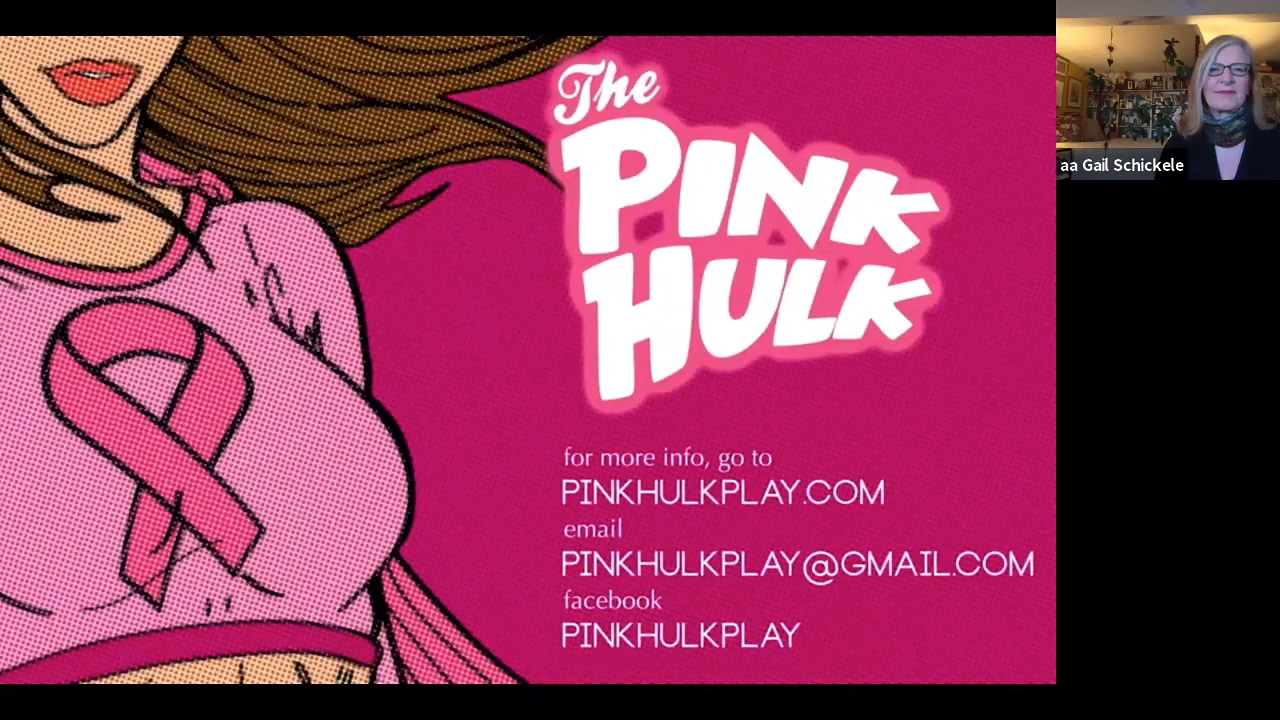 The
PINK
HULK
for more info, go to
PINKHULKPLAY.COM
email
PINKHULKPLAY@GMAIL.COM
facebook
PINKHULKPLAY
aa Gail Schickele